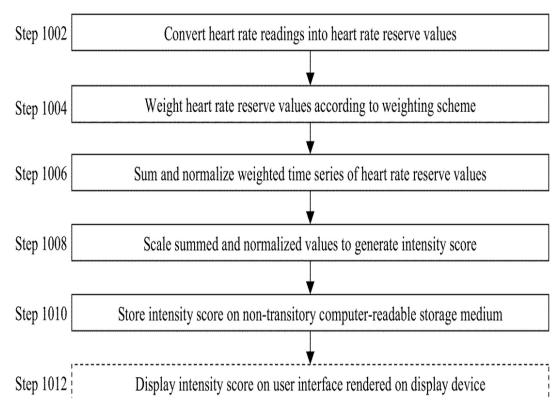 Step 1002 Convert heart rate readings into heart rate reserve values
Step 1004 Weight heart rate reserve values according to weighting scheme
Step 1006 Sum and normalize weighted time series of heart rate reserve values
Step 1008 Scale summed and normalized values to generate intensity score
Step 1010 Store intensity score on non-transitory computer-readable storage medium
Step 1012 Display intensity score on user interface rendered on display device